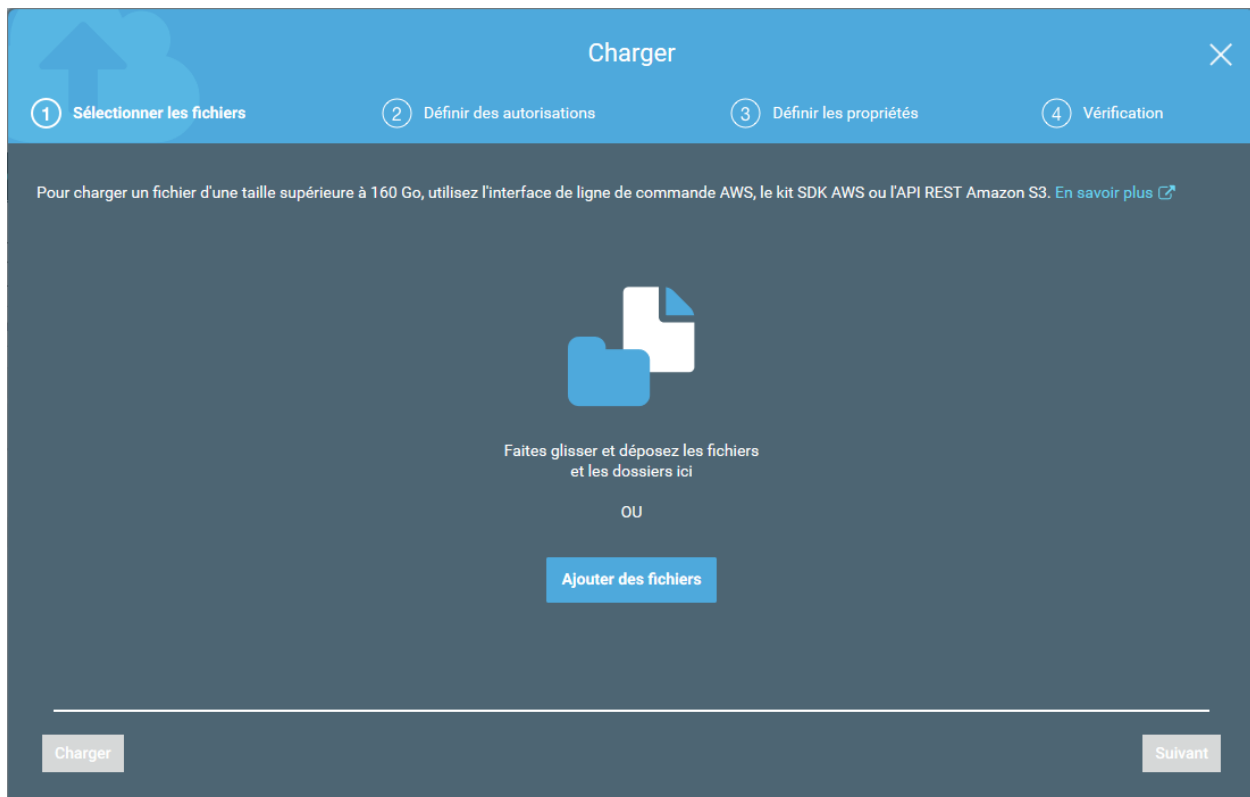 Charger
1 Sélectionner les fichiers
2 Définir des autorisations
3 Définir les propriétés
4 Vérification
Pour charger un fichier d'une taille supérieure à 160 Go, utilisez l'interface de ligne de commande AWS, le kit SDK AWS ou l'API REST Amazon S3. En savoir plus
Faites glisser et déposez les fichiers
et les dossiers ici
OU
Ajouter des fichiers
Charger
Suivant